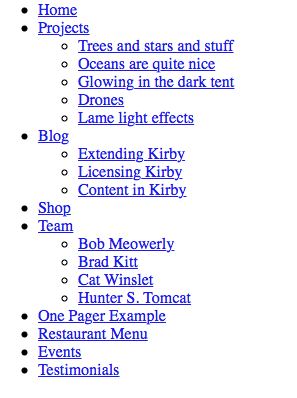 Home
Projects
Trees and stars and stuff
Oceans are quite nice
Glowing in the dark tent
Drones
Lame light effects
Blog
Extending Kirby
Licensing Kirby
Content in Kirby
Shop
Team
Bob Meowerly
Brad Kitt
Cat Winslet
Hunter S. Tomcat
One Pager Example
Restaurant Menu
Events
Testimonials